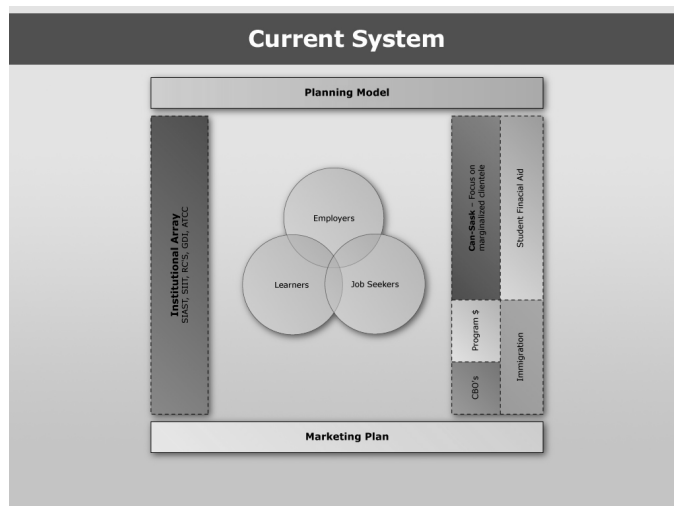 Current System
Planning Model
Institutional Array
SIAST, SIIT, RC'S, GDI, ATCC
Employers
Learners
Job Seekers
Can-Sask – Focus on
marginalized clientele
Student Finacial Aid
Program $
CBO's
Immigration
Marketing Plan